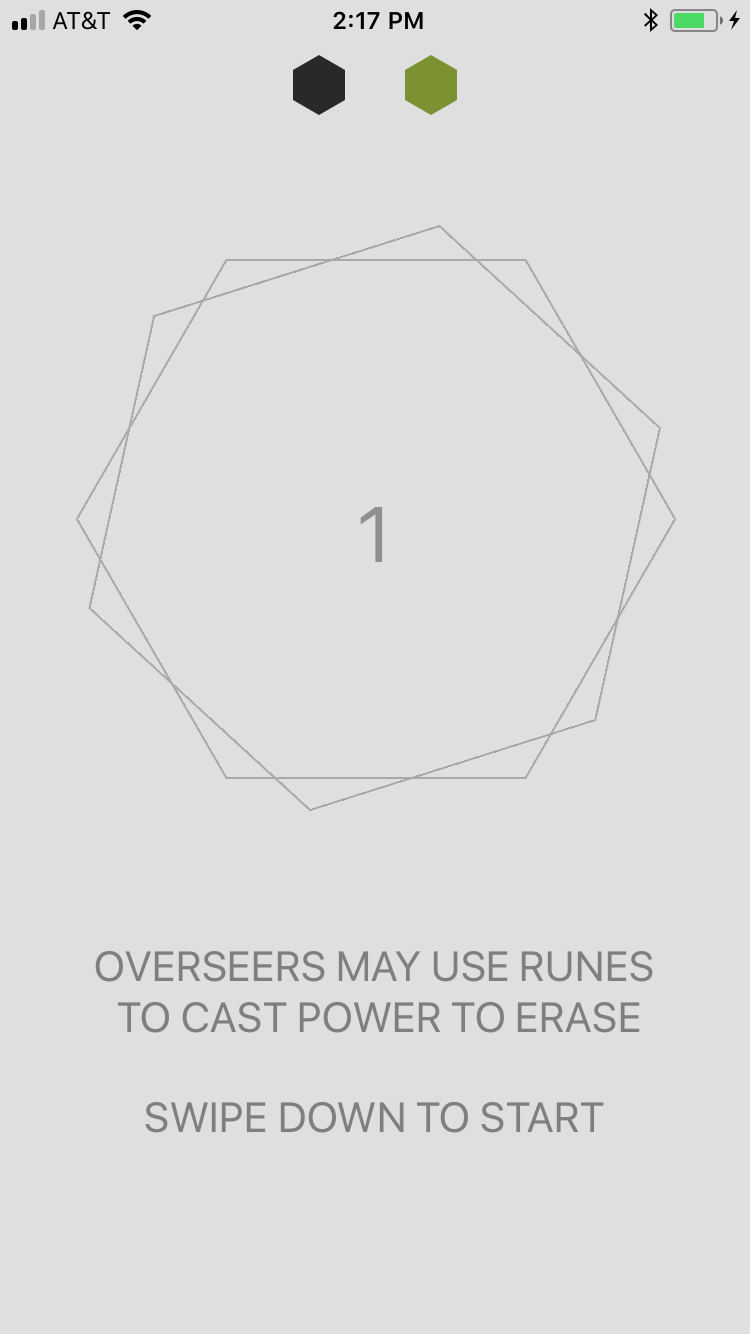 AT&T 2:17 PM
1
OVERSEERS MAY USE RUNES
TO CAST POWER TO ERASE
SWIPE DOWN TO START